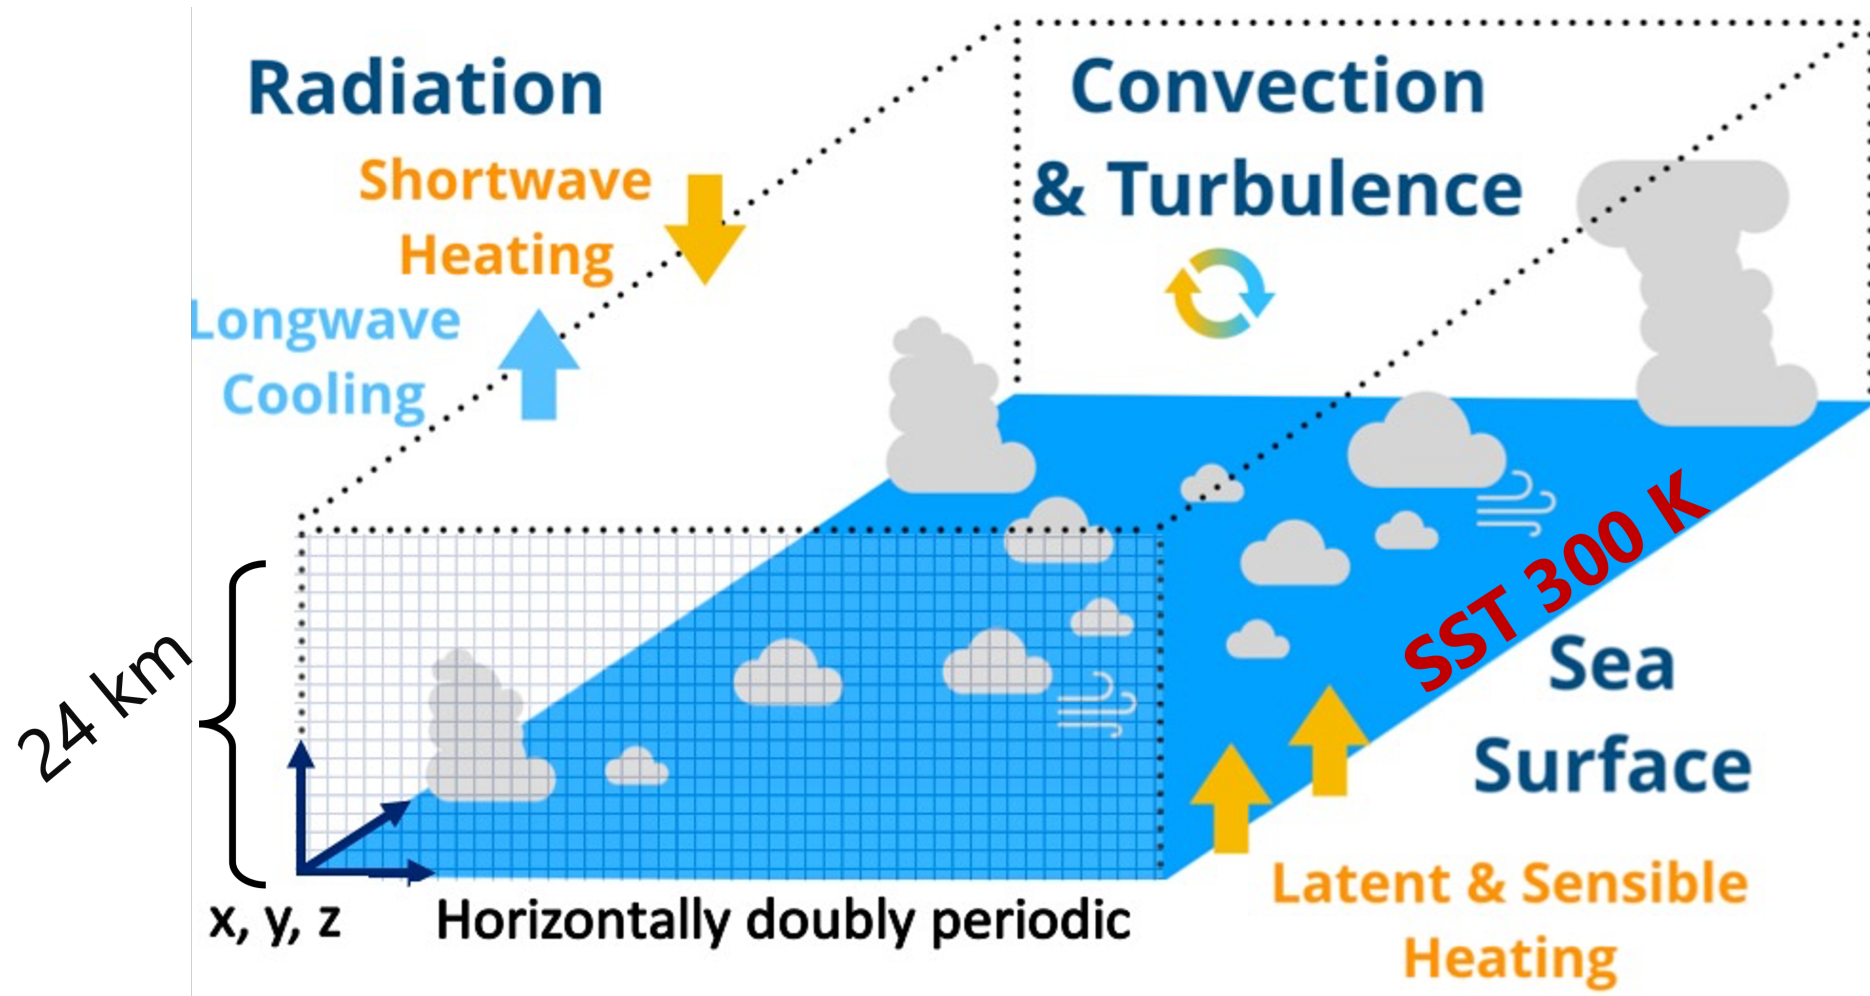 Radiation
Shortwave
Heating
Longwave
Cooling
Convection
& Turbulence
24 km
SST 300 K
Sea
Surface
Latent & Sensible
Heating
x, y, z
Horizontally doubly periodic